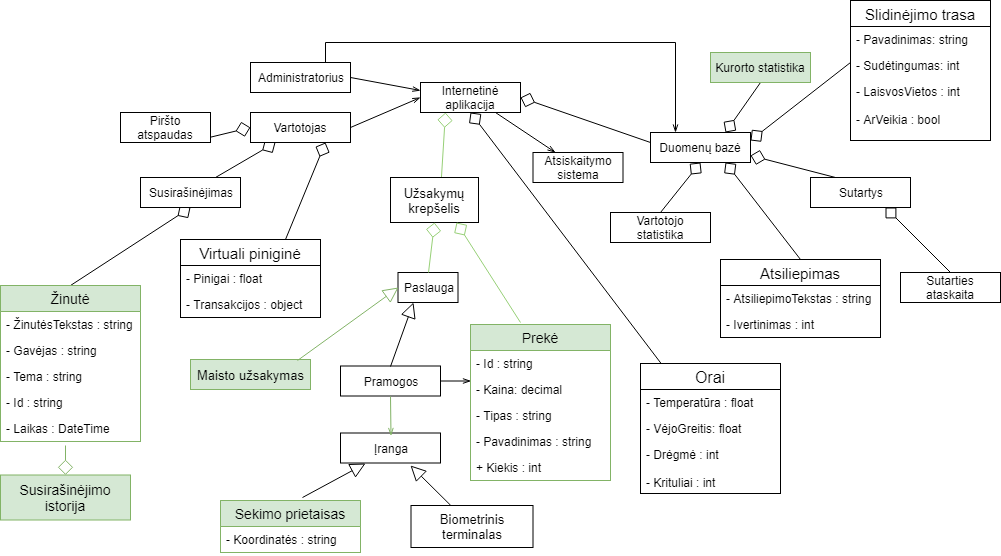 Slidinėjimo trasa
- Pavadinimas: string
- Sudėtingumas: int
- LaisvosVietos : int
- ArVeikia : bool
Kurorto statistika
Administratorius
Internetinė
aplikacija
Piršto
atspaudas
Vartotojas
Duomenų bazė
Atsiskaitymo
sistema
Susirašinėjimas
Užsakymų
krepšelis
Sutartys
Vartotojo
statistika
Virtuali piniginė
- Pinigai : float
- Transakcijos : object
Atsiliepimas
- AtsiliepimoTekstas : string
- Ivertinimas : int
Sutarties
ataskaita
Paslauga
Žinutė
- ŽinutėsTekstas : string
- Gavėjas : string
- Tema : string
- Id : string
- Laikas : DateTime
Maisto užsakymas
Pramogos
Prekė
- Id : string
- Kaina: decimal
- Tipas : string
- Pavadinimas : string
+ Kiekis : int
Orai
- Temperatūra : float
- VėjoGreitis: float
- Drėgmė : int
- Krituliai : int
Įranga
Susirašinėjimo
istorija
Sekimo prietaisas
- Koordinatės : string
Biometrinis
terminalas